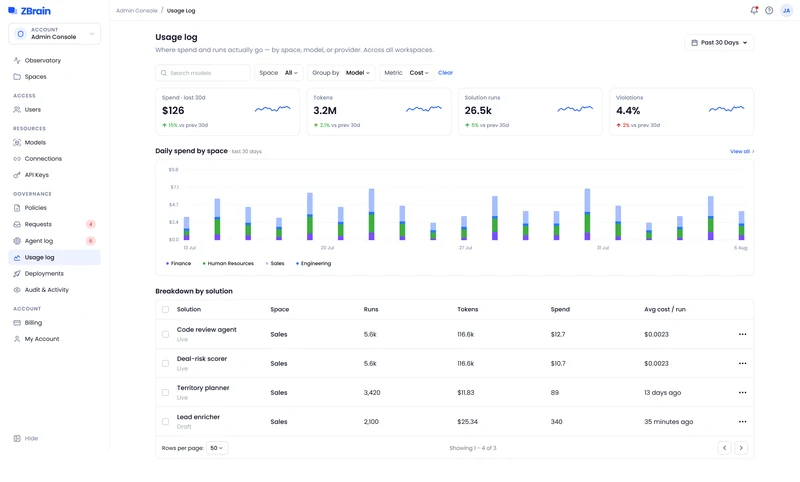 ZBrain
Admin Console / Usage log
JA
ACCOUNT
Admin Console
Observatory
Spaces
ACCESS
Users
RESOURCES
Models
Connections
API Keys
GOVERNANCE
Policies
Requests 4
Agent log 6
Usage log
Deployments
Audit & Activity
ACCOUNT
Billing
My Account
Hide
Usage log
Where spend and runs actually go — by space, model, or provider. Across all workspaces.
Past 30 Days
Search models
Space All
Group by Model
Metric Cost
Clear
Spend · last 30d
$126
15% vs prev 30d
Tokens
3.2M
2.1% vs prev 30d
Solution runs
26.5k
5% vs prev 30d
Violations
4.4%
2% vs prev 30d
Daily spend by space · last 30 days
View all
$7.1
$4.7
$3.4
$0.0
13 Jul
20 Jul
27 Jul
31 Jul
6 Aug
Finance
Human Resources
Sales
Engineering
Breakdown by solution
Solution Space Runs Tokens Spend Avg cost / run
Code review agent Sales 5.6k 116.6k $12.7 $0.0023
Live
Deal-risk scorer Sales 5.6k 116.6k $10.7 $0.0023
Live
Territory planner Sales 3,420 $11.83 89 13 days ago
Live
Lead enricher Sales 2,100 $25.34 340 35 minutes ago
Draft
Rows per page: 50
Showing 1 - 4 of 3